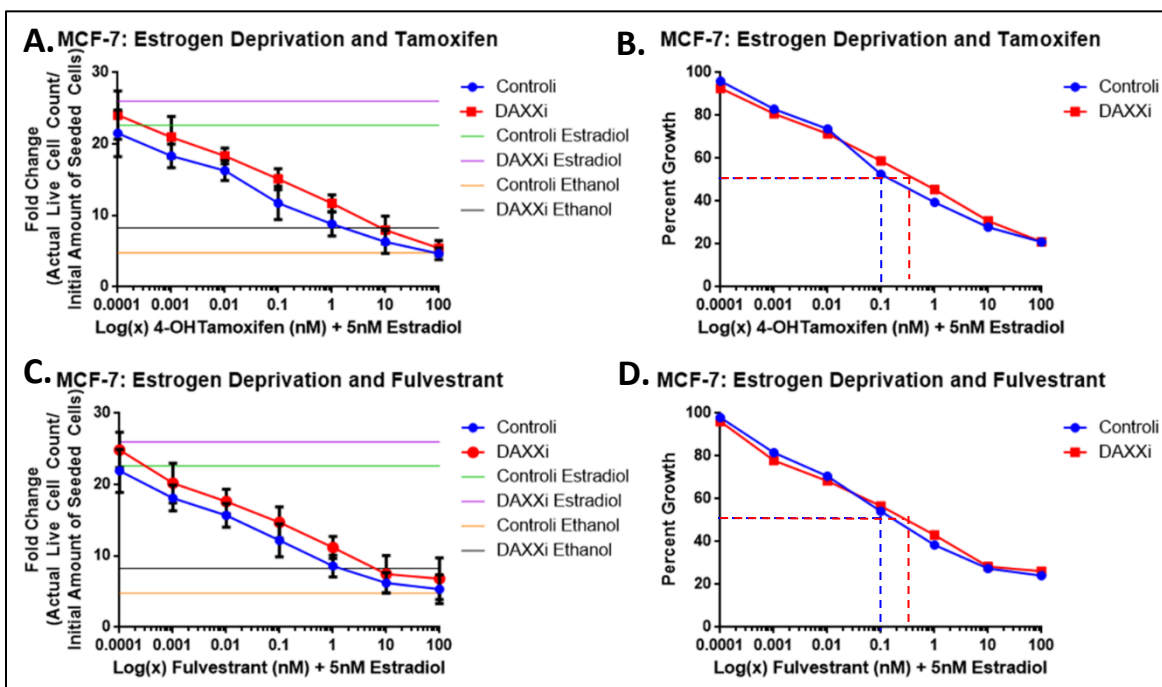 A.
MCF-7: Estrogen Deprivation and Tamoxifen
Fold Change
(Actual Live Cell Count/
Initial Amount of Seeded Cells)
30
20
10
0
0.0001 0.001 0.01 0.1 1 10 100
Log(x) 4-OHTamoxifen (nM) + 5nM Estradiol
Controli
DAXXi
Controli Estradiol
DAXXi Estradiol
Controli Ethanol
DAXXi Ethanol
B.
MCF-7: Estrogen Deprivation and Tamoxifen
Percent Growth
100
80
60
40
20
0
0.0001 0.001 0.01 0.1 1 10 100
Log(x) 4-OHTamoxifen (nM) + 5nM Estradiol
Controli
DAXXi
C.
MCF-7: Estrogen Deprivation and Fulvestrant
Fold Change
(Actual Live Cell Count/
Initial Amount of Seeded Cells)
30
20
10
0
0.0001 0.001 0.01 0.1 1 10 100
Log(x) Fulvestrant (nM) + 5nM Estradiol
Controli
DAXXi
Controli Estradiol
DAXXi Estradiol
Controli Ethanol
DAXXi Ethanol
D.
MCF-7: Estrogen Deprivation and Fulvestrant
Percent Growth
100
80
60
40
20
0
0.0001 0.001 0.01 0.1 1 10 100
Log(x) Fulvestrant (nM) + 5nM Estradiol
Controli
DAXXi